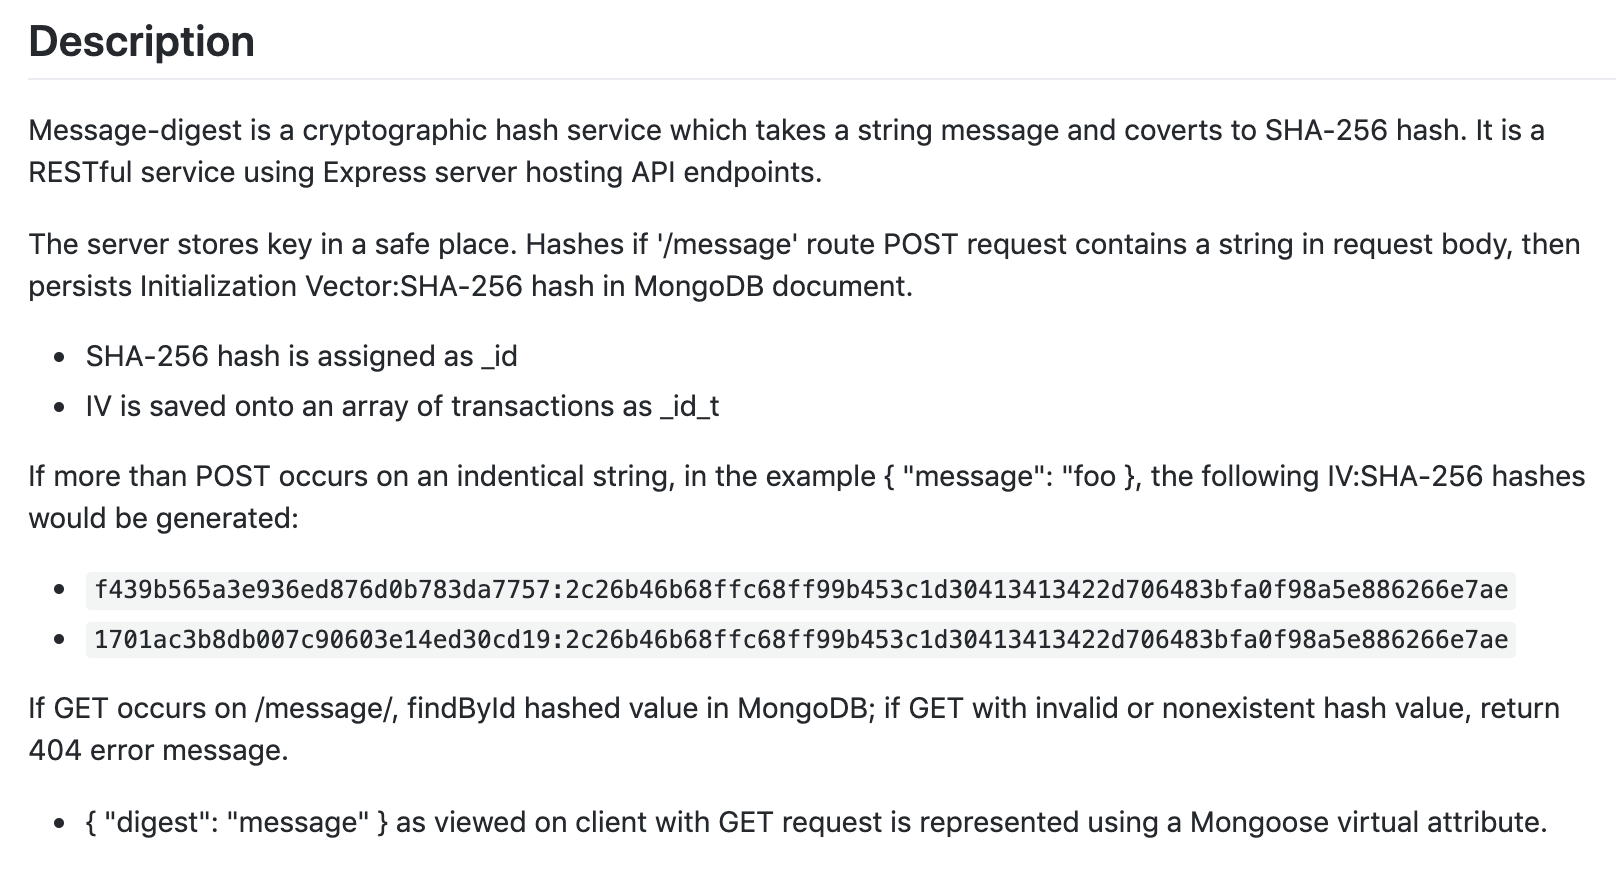 Description
Message-digest is a cryptographic hash service which takes a string message and coverts to SHA-256 hash. It is a
RESTful service using Express server hosting API endpoints.
The server stores key in a safe place. Hashes if '/message' route POST request contains a string in request body, then
persists Initialization Vector:SHA-256 hash in MongoDB document.
• SHA-256 hash is assigned as _id
• IV is saved onto an array of transactions as _id_t
If more than POST occurs on an indentical string, in the example { "message": "foo }, the following IV:SHA-256 hashes
would be generated:
• f439b565a3e936ed876d0b783da7757:2c26b46b68ffc68ff99b453c1d30413413422d706483bfa0f98a5e886266e7ae
• 1701ac3b8db007c90603e14ed30cd19:2c26b46b68ffc68ff99b453c1d30413413422d706483bfa0f98a5e886266e7ae
If GET occurs on /message/, findById hashed value in MongoDB; if GET with invalid or nonexistent hash value, return
404 error message.
• { "digest": "message" } as viewed on client with GET request is represented using a Mongoose virtual attribute.